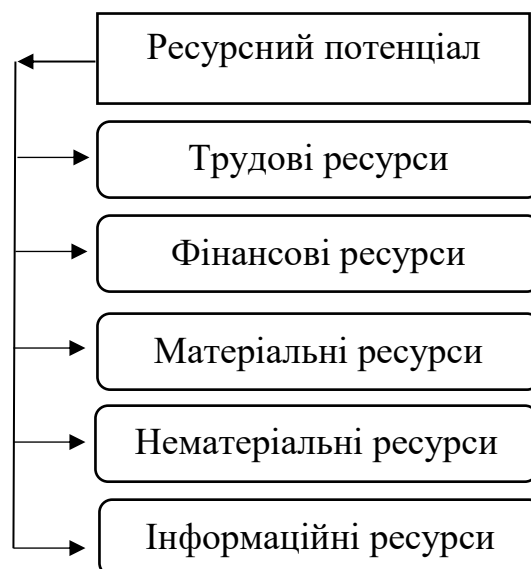 Ресурсний потенціал
Трудові ресурси
Фінансові ресурси
Матеріальні ресурси
Нематеріальні ресурси
Інформаційні ресурси